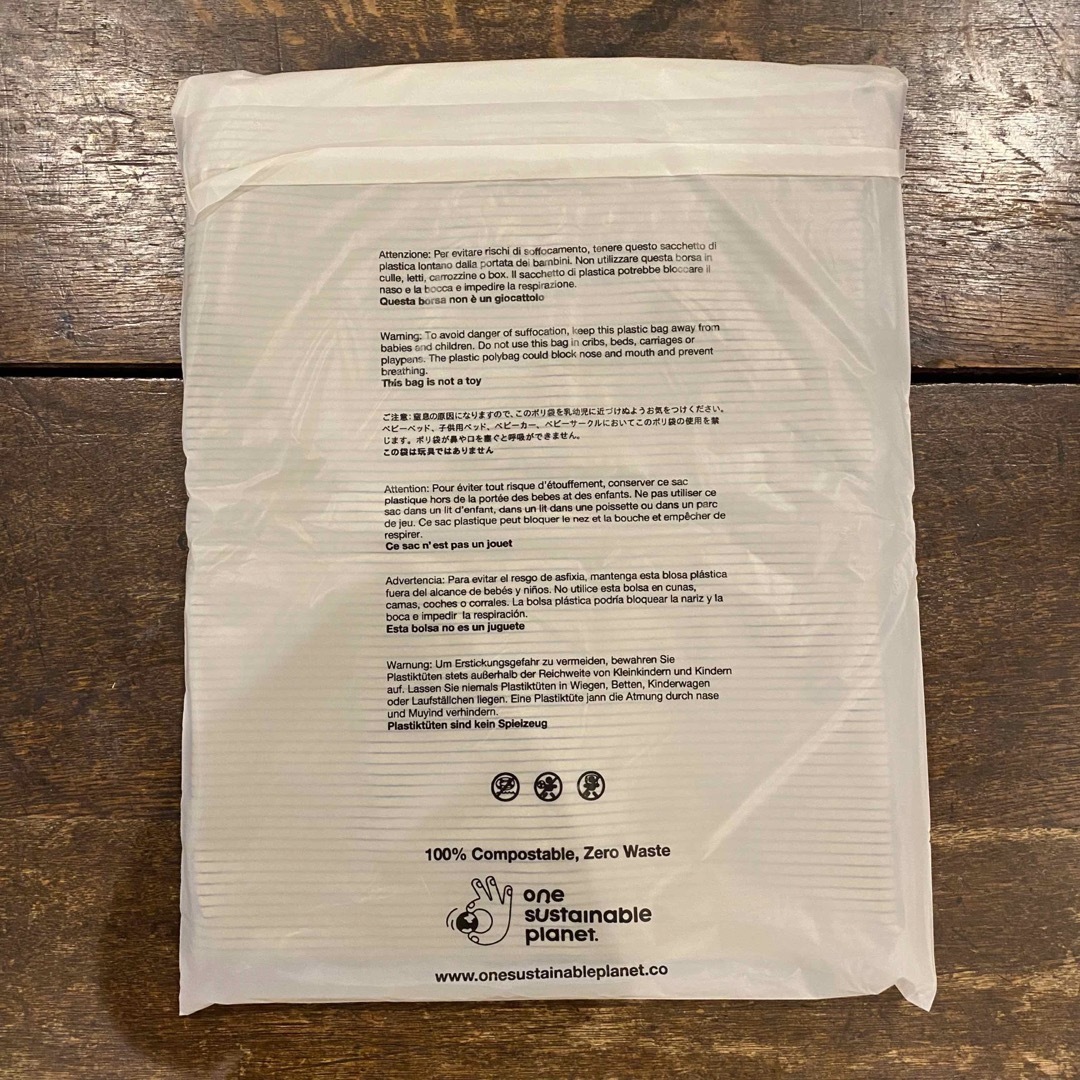 Attenzione: Per evitare rischi di soffocamento, tenere questo sacchetto di
plastica lontano dalla portata dei bambini. Non utilizzare questa borsa in
culle, letti, carrozzine o box. Il sacchetto di plastica potrebbe bloccare il
naso e la bocca e impedire la respirazione.
Questa borsa non è un giocattolo
Warning: To avoid danger of suffocation, keep this plastic bag away from
babies and children. Do not use this bag in cribs, beds, carriages or
playpens. The plastic polybag could block nose and mouth and prevent
breathing.
This bag is not a toy
ご注意：窒息の原因になりますので、このポリ袋を乳幼児に近づけぬようお気をつけください。
ベビーベッド、子供用ベッド、ベビーカー、ベビーサークルにおいてこのポリ袋の使用を禁
じます。ポリ袋が鼻や口を塞ぐと呼吸ができません。
この袋は玩具ではありません
Attention: Pour éviter tout risque d'étouffement, conserver ce sac
plastique hors de la portée des bebes at des enfants. Ne pas utiliser ce
sac dans un lit d'enfant, dans un lit dans une poissette ou dans un parc
de jeu. Ce sac plastique peut bloquer le nez et la bouche et empêcher de
respirer.
Ce sac n'est pas un jouet
Advertencia: Para evitar el resgo de asfixia, mantenga esta blosa plástica
fuera del alcance de bebés y niños. No utilice esta bolsa en cunas,
camas, coches o corrales. La bolsa plástica podría bloquear la nariz y la
boca e impedir la respiración.
Esta bolsa no es un juguete
Warnung: Um Erstickungsgefahr zu vermeiden, bewahren Sie
Plastiktüten stets außerhalb der Reichweite von Kleinkindern und Kindern
auf. Lassen Sie niemals Plastiktüten in Wiegen, Betten, Kinderwagen
oder Laufställchen liegen. Eine Plastiktüte jann die Atmung durch nase
und Muyind verhindern.
Plastiktüten sind kein Spielzeug
100% Compostable, Zero Waste
one
sustainable
planet.
www.onesustainableplanet.co